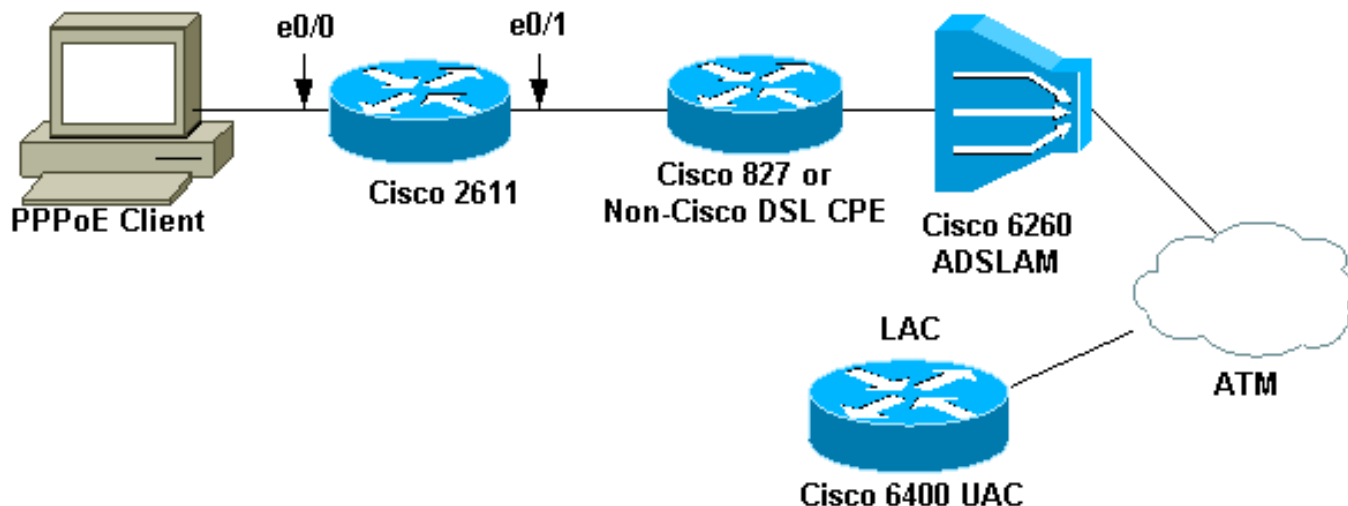 e0/0
e0/1
PPPoE Client
Cisco 2611
Cisco 827 or
Non-Cisco DSL CPE
Cisco 6260
ADSLAM
LAC
ATM
Cisco 6400 UAC